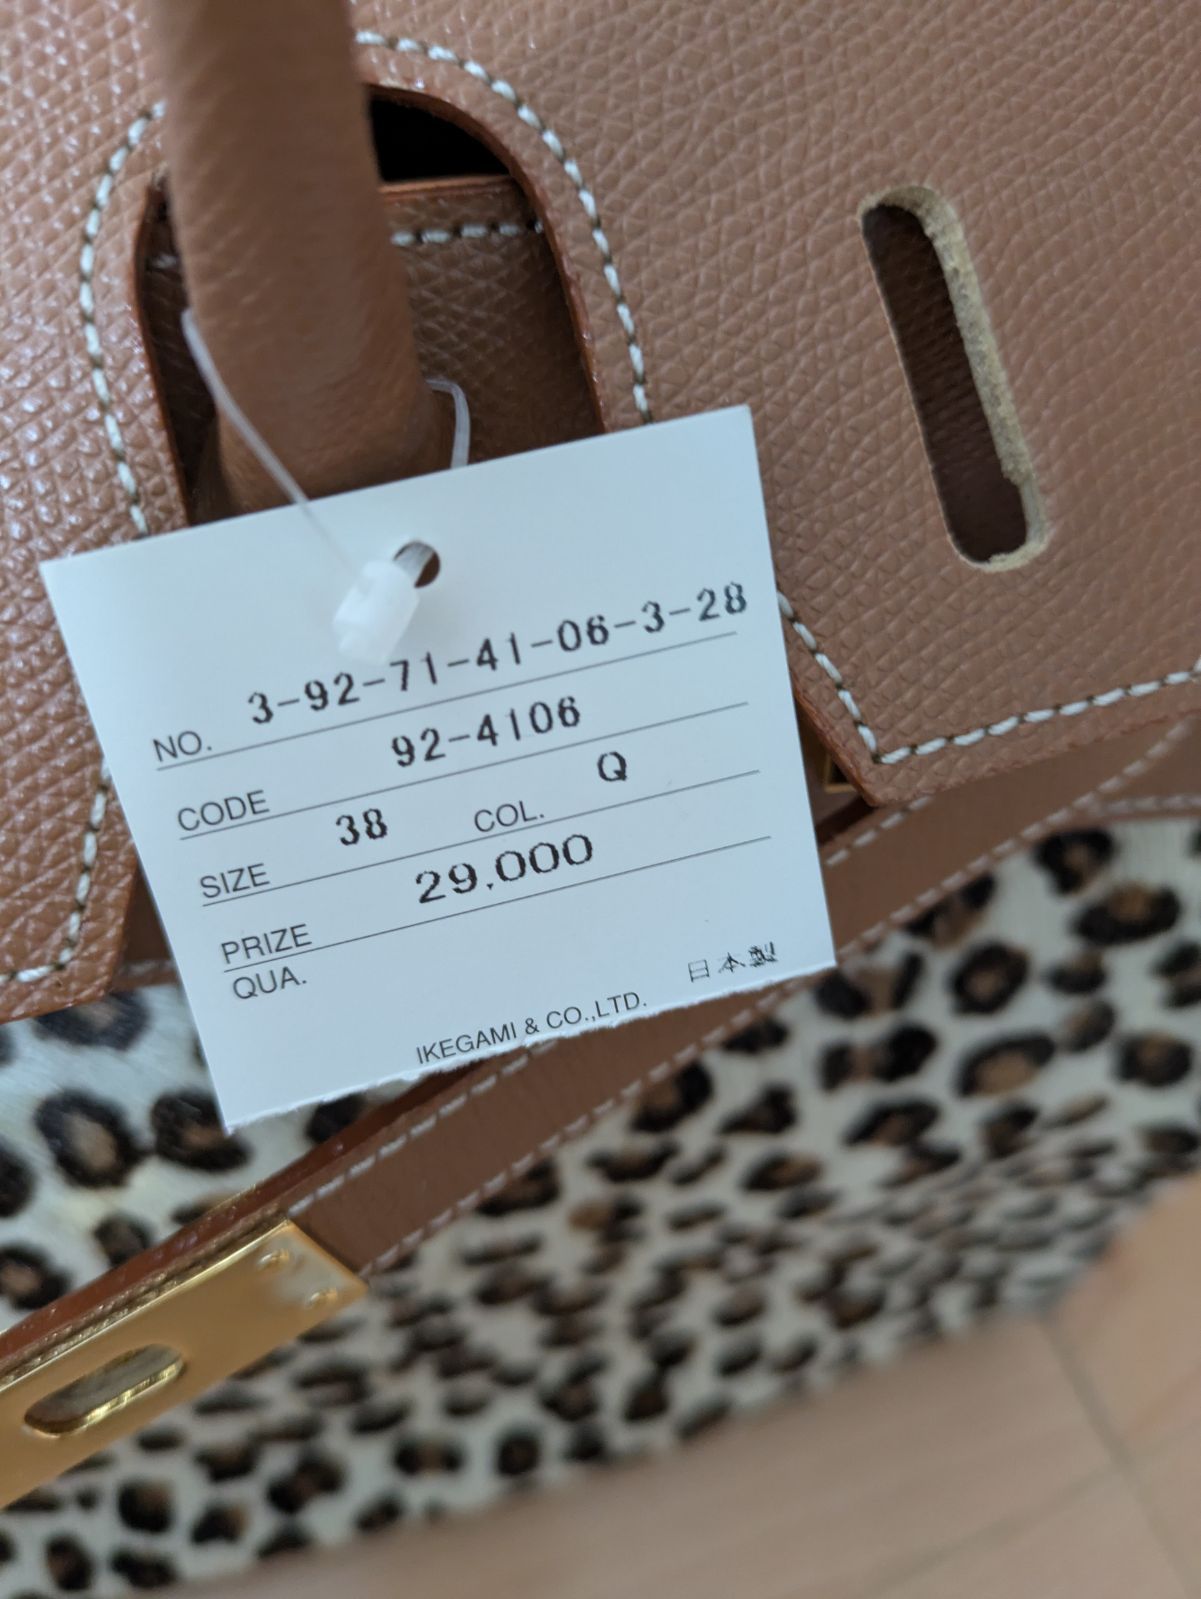 NO. 3-92-71-41-06-3-28
CODE 92-4106
SIZE 38 COL. Q
PRIZE 29.000
QUA.
日本製
IKEGAMI & CO.,LTD.